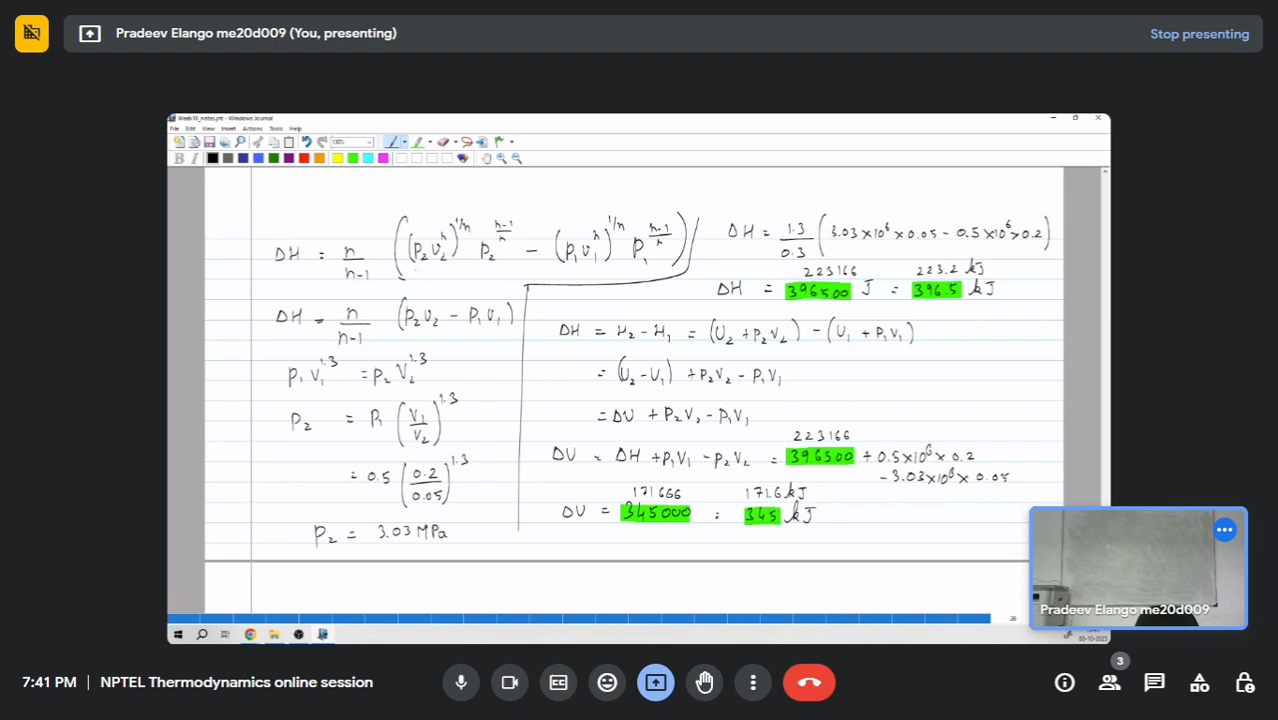 Pradeev Elango me20d009 (You, presenting)
Stop presenting
Week10_notes.jnt - Windows Journal
File Edit View Insert Actions Tools Help
130%
B I
ΔH = n/(n-1) ((p₂v₂ⁿ)^(1/n) p₂^((n-1)/n) - (p₁v₁ⁿ)^(1/n) p₁^((n-1)/n))
ΔH = n/(n-1) (p₂v₂ - p₁v₁)
p₁v₁^1.3 = p₂v₂^1.3
p₂ = p₁ (v₁/v₂)^1.3
= 0.5 (0.2/0.05)^1.3
p₂ = 3.03 MPa
ΔH = 1.3/0.3 (3.03×10⁶×0.05 - 0.5×10⁶×0.2)
223166 223.2 kJ
ΔH = 396500 J = 396.5 kJ
ΔH = H₂ - H₁ = (U₂ + p₂v₂) - (U₁ + p₁v₁)
= (U₂ - U₁) + p₂v₂ - p₁v₁
= ΔU + p₂v₂ - p₁v₁
223166
ΔU = ΔH + p₁v₁ - p₂v₂ = 396500 + 0.5×10⁶×0.2
- 3.03×10⁶×0.05
171666 171.6 kJ
ΔU = 345000 = 345 kJ
26
03-10-2023
Pradeev Elango me20d009
7:41 PM | NPTEL Thermodynamics online session
3